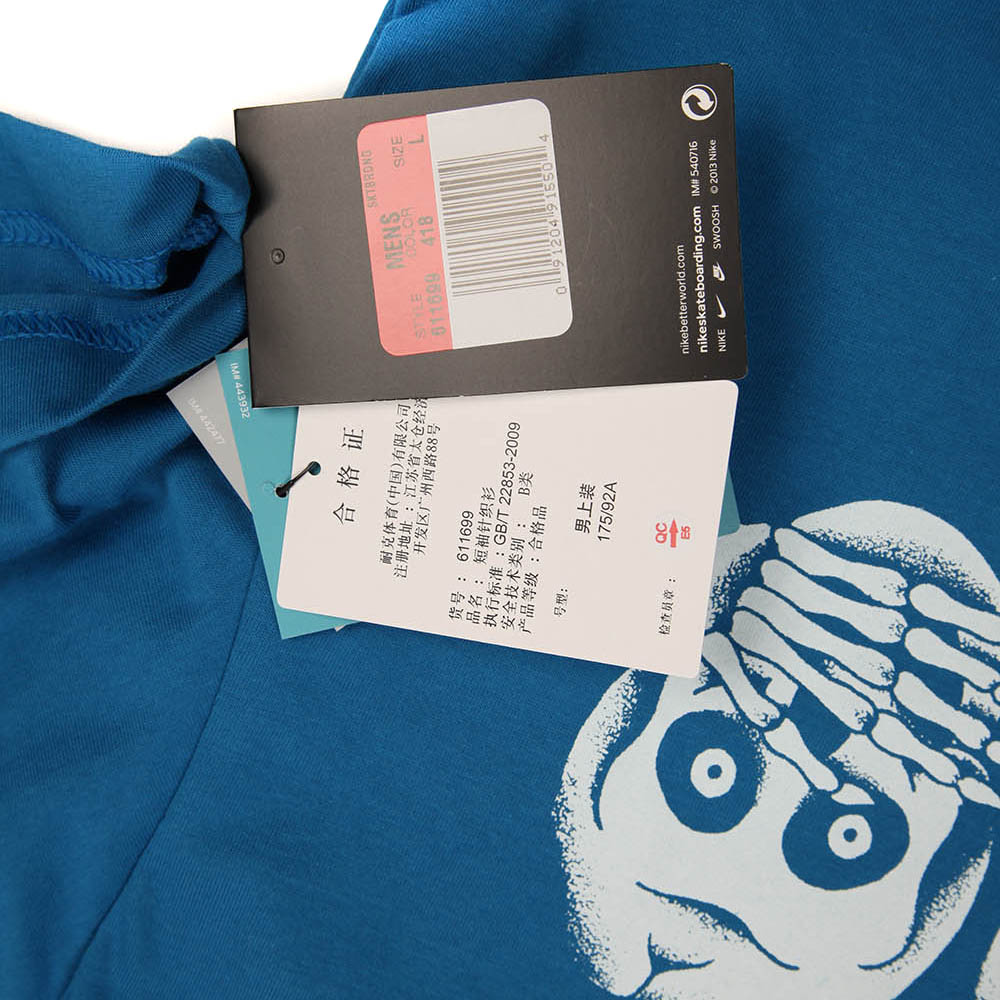 SKTBRDNG
MENS
SIZE
L
STYLE
COLOR
611699
418
0 91204 91550 4
nikebetterworld.com
IM# 540716
nikeskateboarding.com
© 2013 Nike
NIKE
SWOOSH
IM# 442477
IM# 443932
合格证
耐克体育(中国)有限公司
注册地址：江苏省太仓经济
开发区广州西路88号
货号： 611699
品名： 短袖针织衫
执行标准：GB/T 22853-2009
安全技术类别： B类
产品等级：合格品
号型:
男上装
175/92A
检查员章：
QC
E5